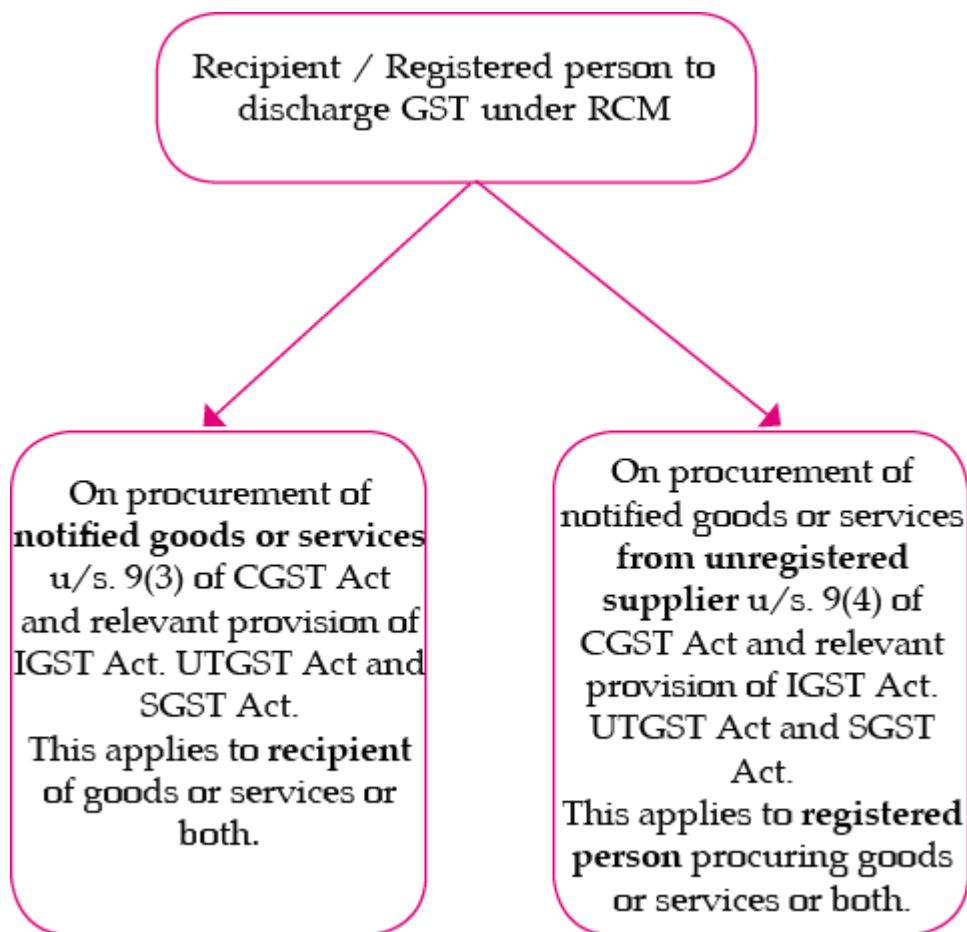 Recipient / Registered person to
discharge GST under RCM
On procurement of
notified goods or services
u/s. 9(3) of CGST Act
and relevant provision of
IGST Act. UTGST Act and
SGST Act.
This applies to recipient
of goods or services or
both.
On procurement of
notified goods or services
from unregistered
supplier u/s. 9(4) of
CGST Act and relevant
provision of IGST Act.
UTGST Act and SGST
Act.
This applies to registered
person procuring goods
or services or both.